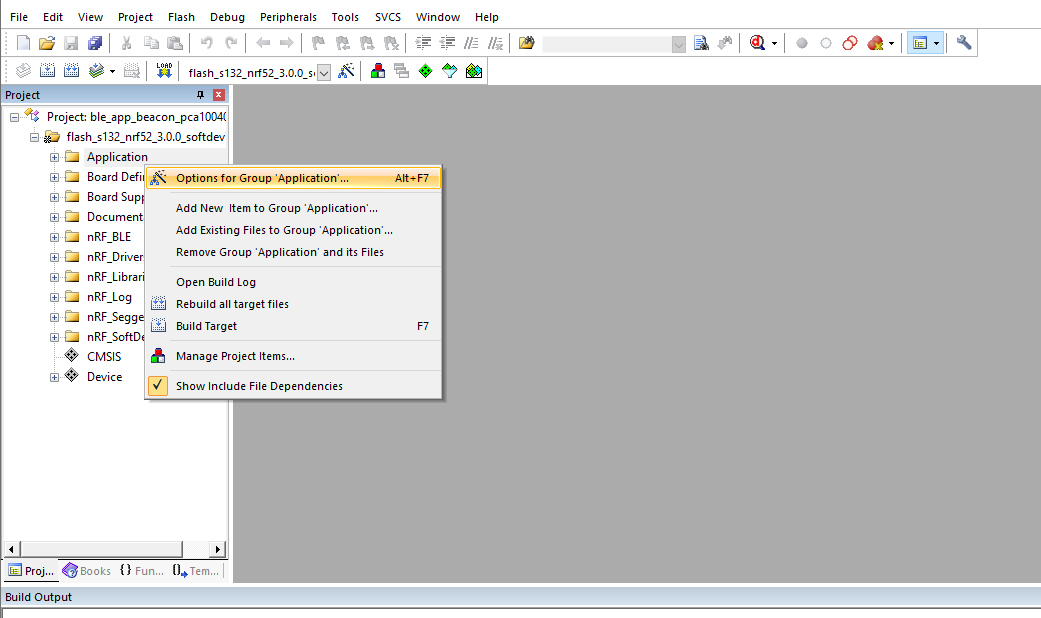 File Edit View Project Flash Debug Peripherals Tools SVCS Window Help
LOAD
flash_s132_nrf52_3.0.0_s
Project
Project: ble_app_beacon_pca10040
flash_s132_nrf52_3.0.0_softdev
Application
Board Defi
Options for Group 'Application'... Alt+F7
Board Supp
Add New Item to Group 'Application'...
Document
Add Existing Files to Group 'Application'...
nRF_BLE
Remove Group 'Application' and its Files
nRF_Driver
nRF_Librari
Open Build Log
nRF_Log
Rebuild all target files
nRF_Segge
Build Target F7
nRF_SoftDe
CMSIS
Manage Project Items...
Device
Show Include File Dependencies
Proj... Books {} Fun... Tem...
Build Output